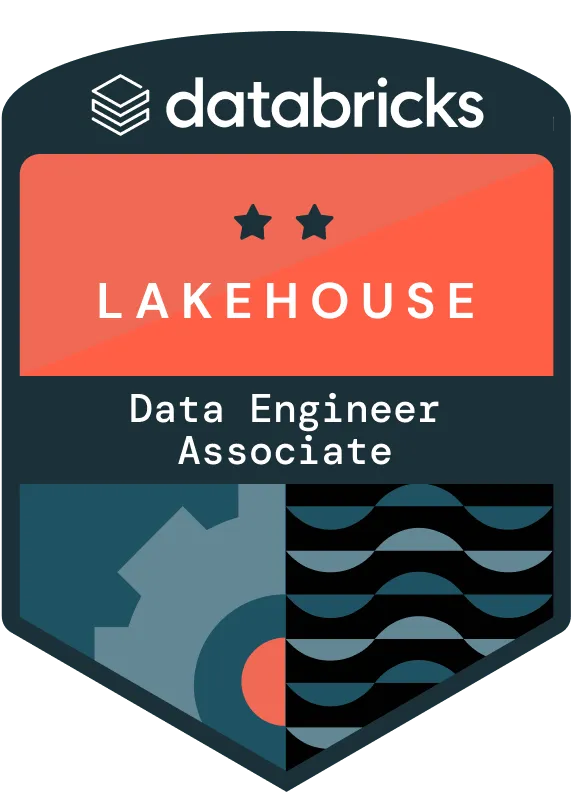 databricks
LAKEHOUSE
Data Engineer
Associate